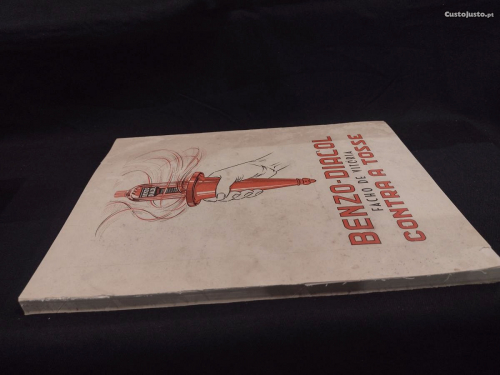 CustoJusto.pt
BENZO-DIACOL
FACHO DE VITÓRIA
CONTRA A TOSSE